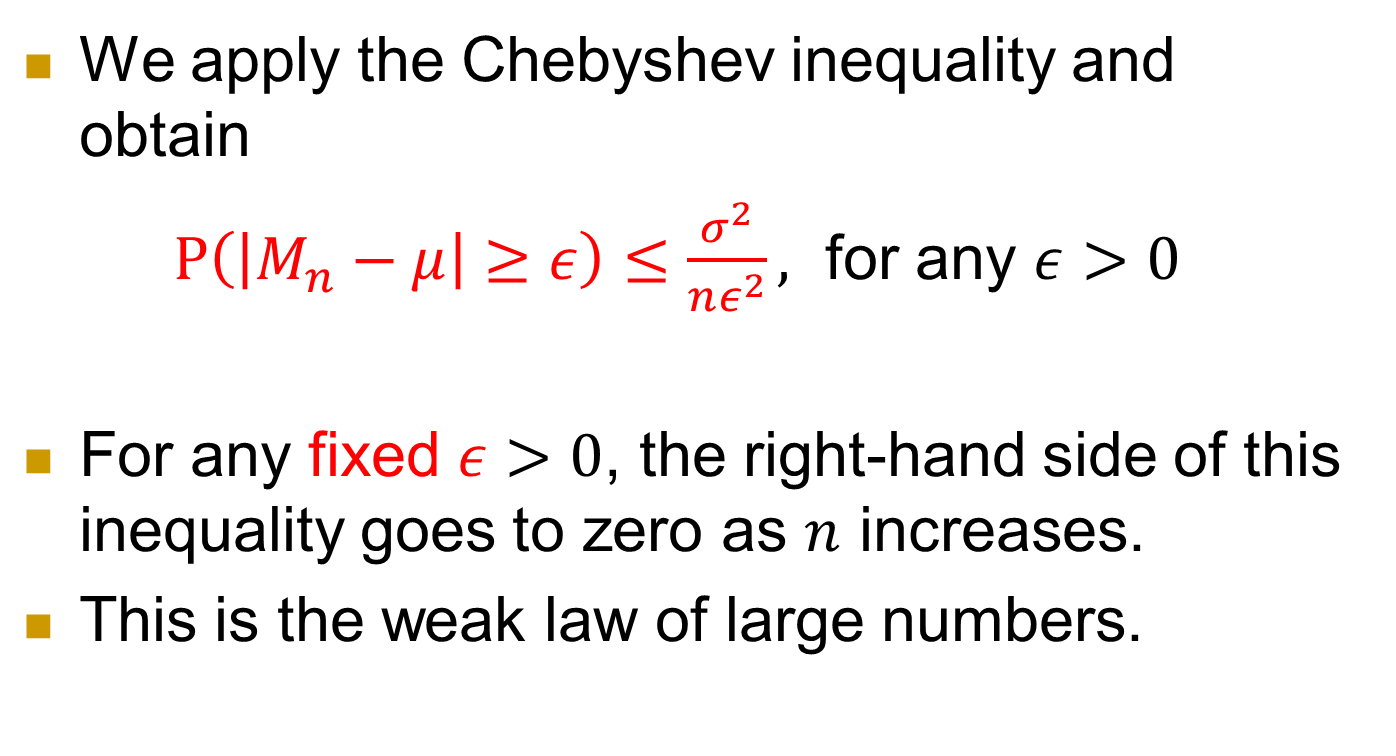 ■ We apply the Chebyshev inequality and
obtain
P(|Mₙ − μ| ≥ ϵ) ≤ σ²/nϵ², for any ϵ > 0
■ For any fixed ϵ > 0, the right-hand side of this
inequality goes to zero as n increases.
■ This is the weak law of large numbers.